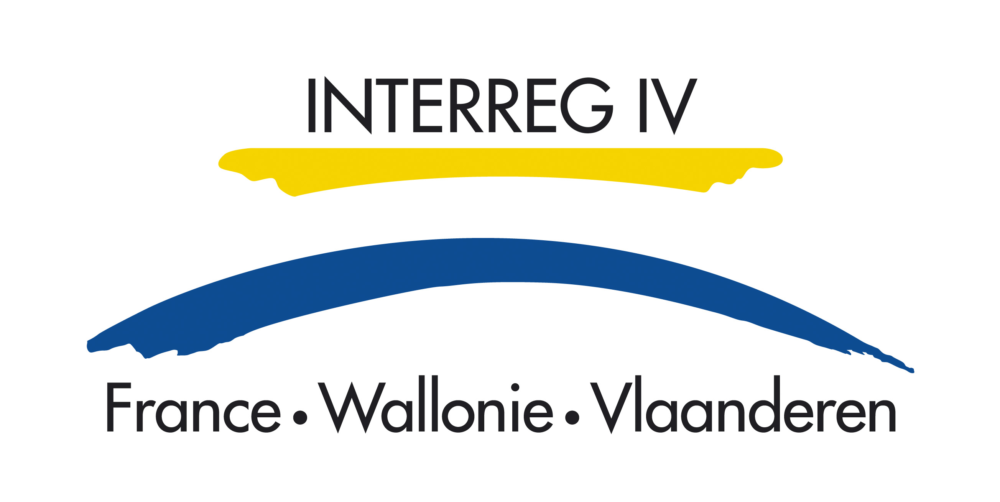 INTERREG IV
France • Wallonie • Vlaanderen